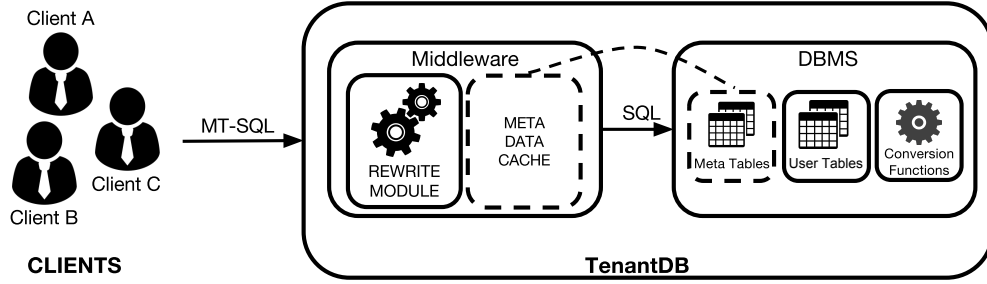 Client A
Client C
Client B
CLIENTS
MT-SQL
Middleware
REWRITE
MODULE
META
DATA
CACHE
SQL
DBMS
Meta Tables
User Tables
Conversion
Functions
TenantDB